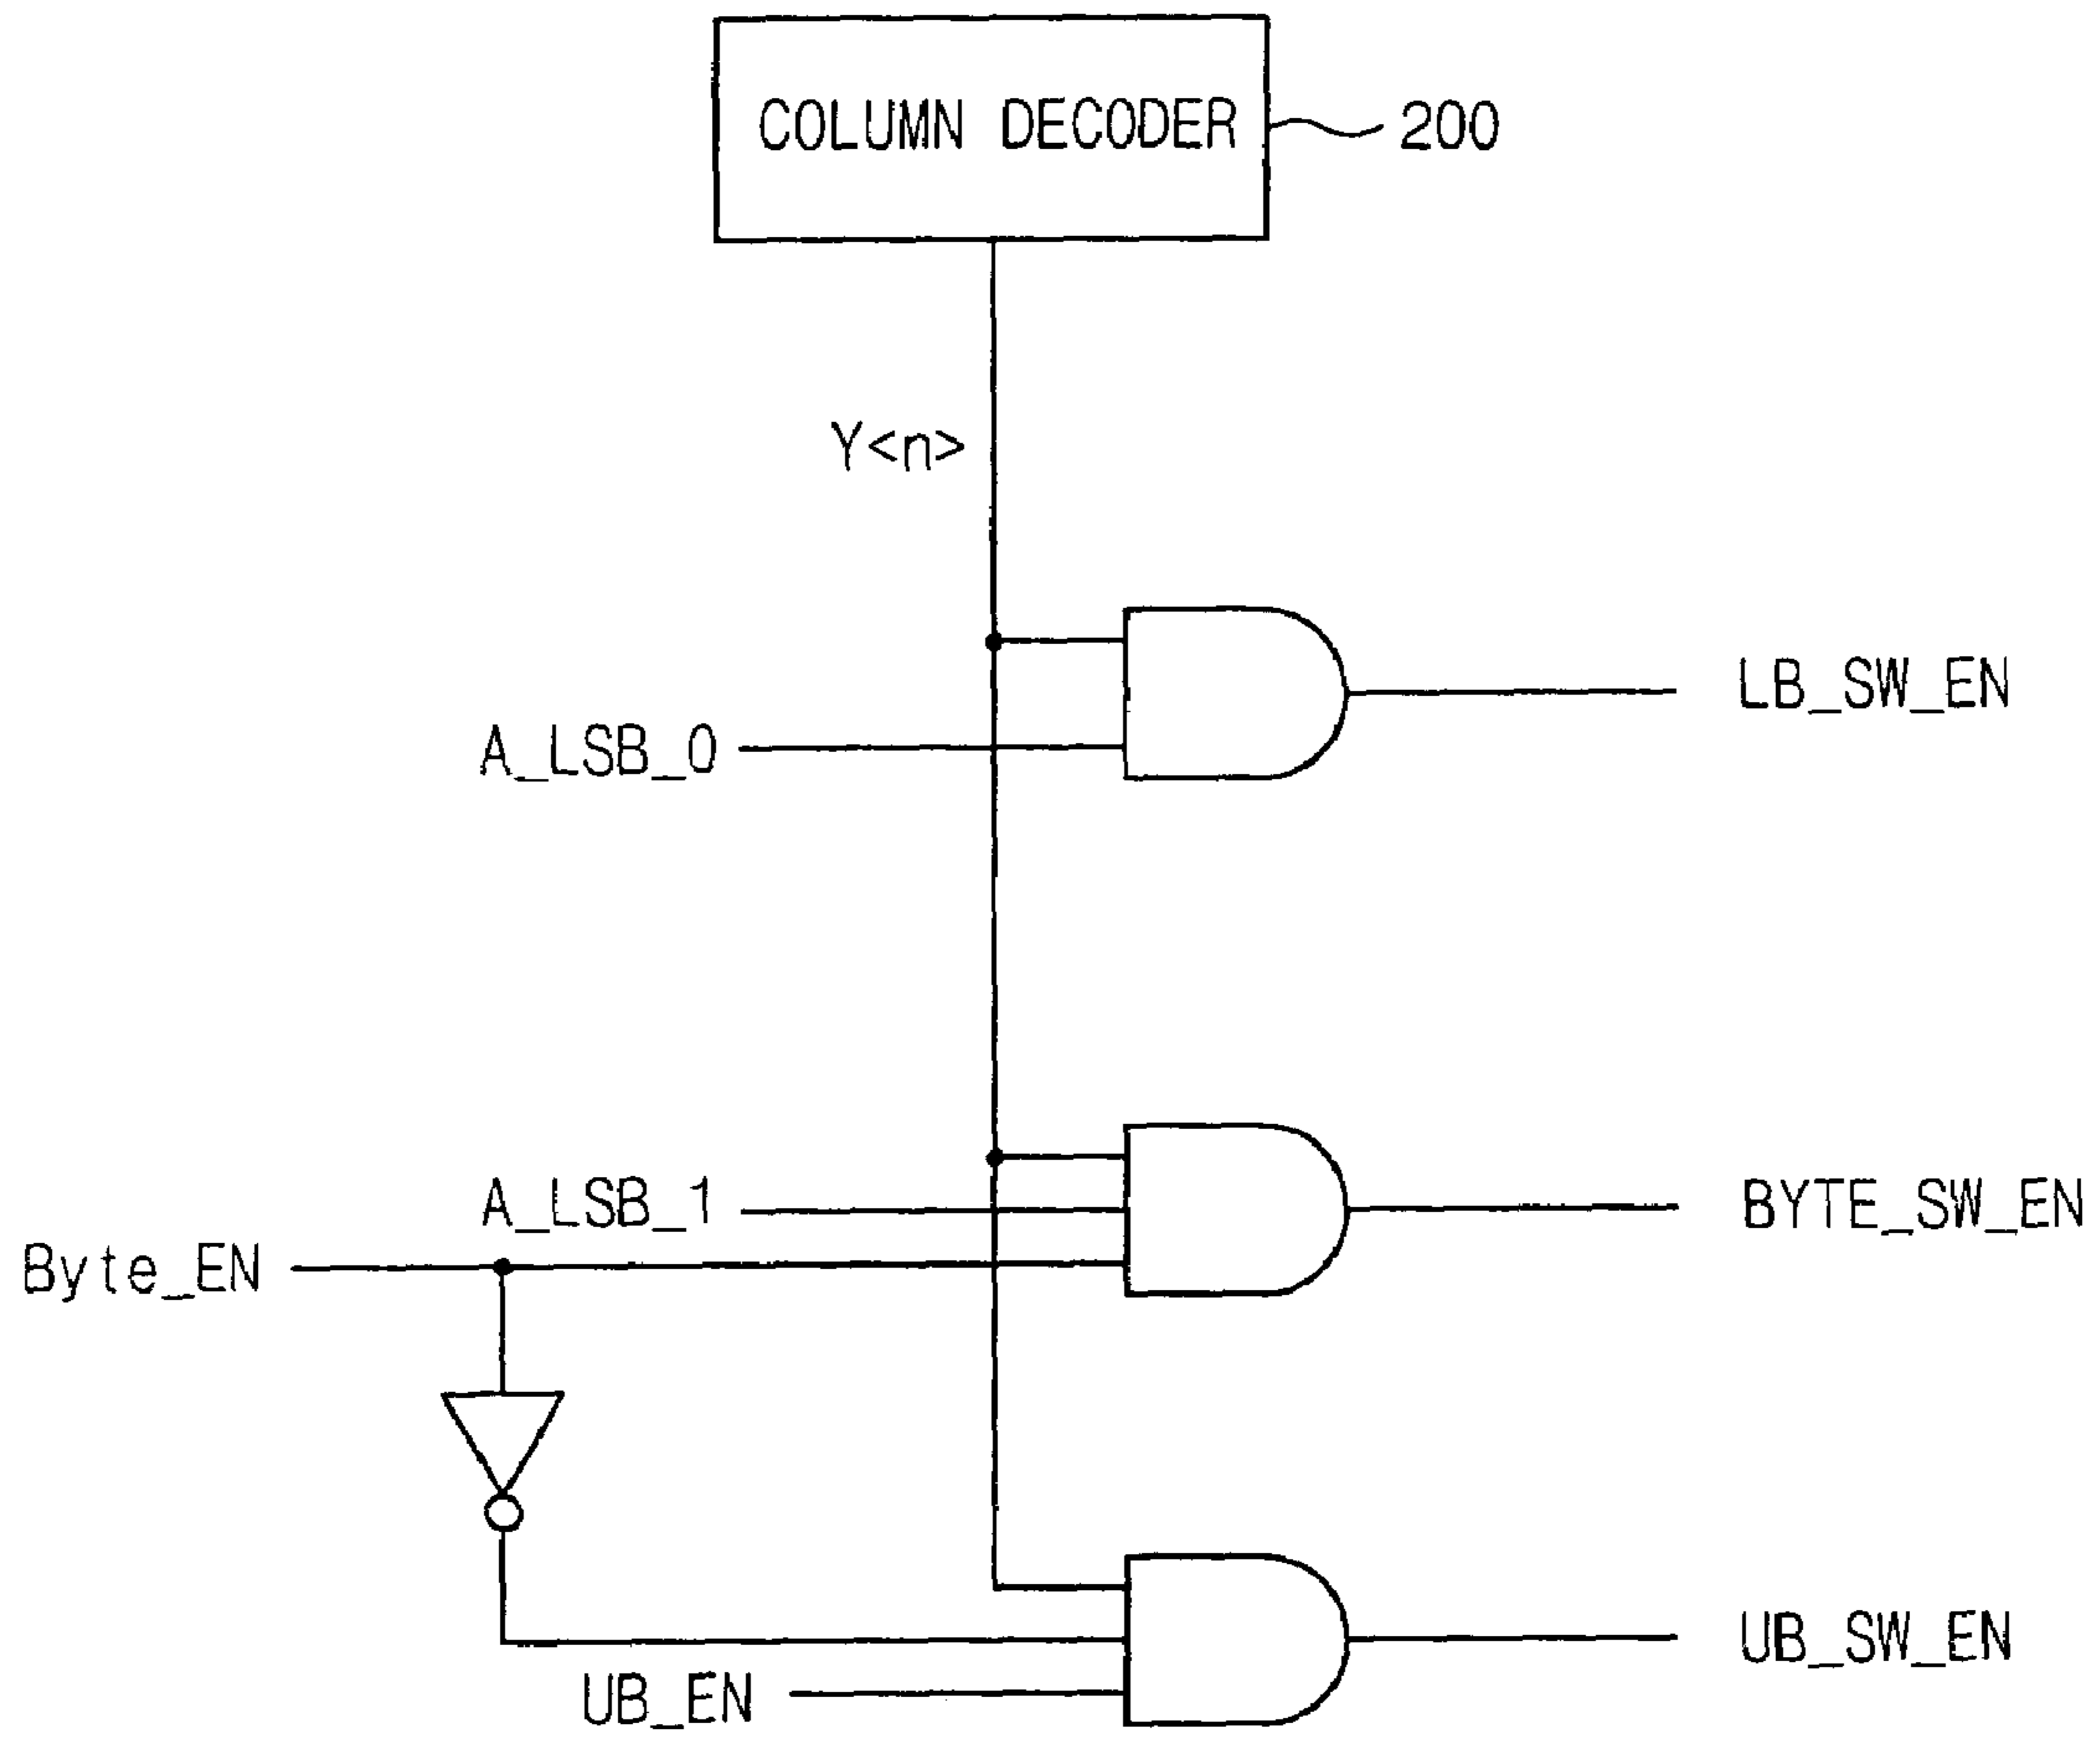 COLUMN DECODER
200
Y<n>
LB_SW_EN
A_LSB_0
A_LSB_1
BYTE_SW_EN
Byte_EN
UB_SW_EN
UB_EN